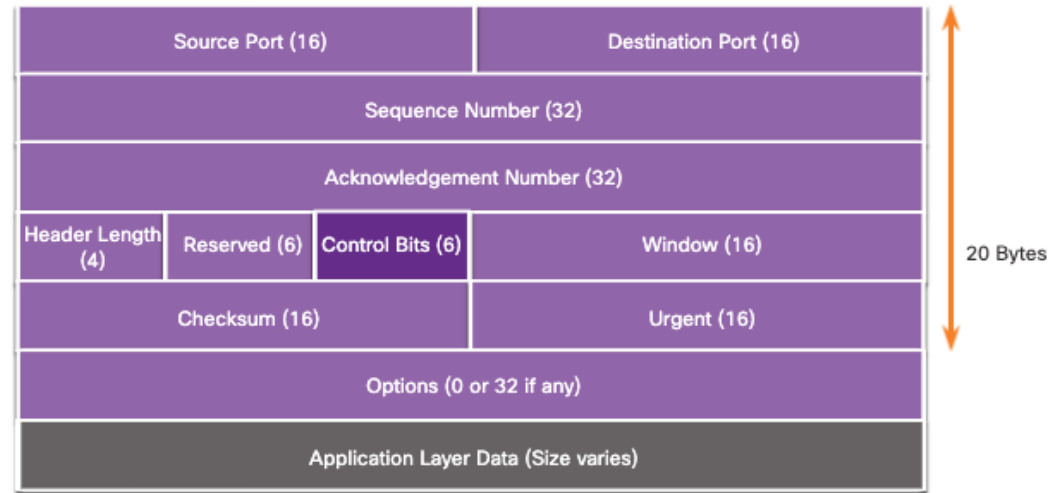 Source Port (16)
Destination Port (16)
Sequence Number (32)
Acknowledgement Number (32)
Header Length
(4)
Reserved (6)
Control Bits (6)
Window (16)
20 Bytes
Checksum (16)
Urgent (16)
Options (0 or 32 if any)
Application Layer Data (Size varies)